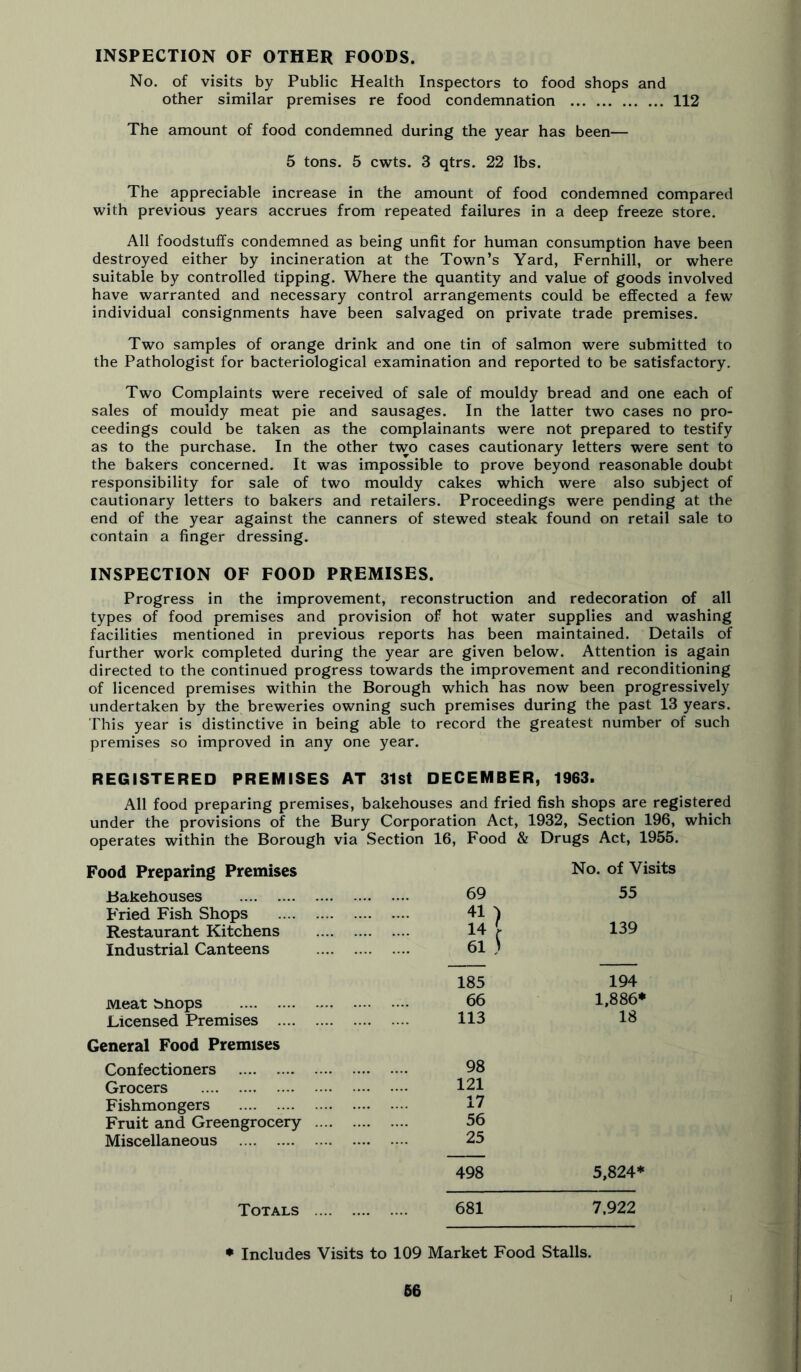 INSPECTION OF OTHER FOODS.
No. of visits by Public Health Inspectors to food shops and
other similar premises re food condemnation ... ... ... ... ... 112
The amount of food condemned during the year has been—
5 tons. 5 cwts. 3 qtrs. 22 lbs.
The appreciable increase in the amount of food condemned compared
with previous years accrues from repeated failures in a deep freeze store.
All foodstuffs condemned as being unfit for human consumption have been
destroyed either by incineration at the Town's Yard, Fernhill, or where
suitable by controlled tipping. Where the quantity and value of goods involved
have warranted and necessary control arrangements could be effected a few
individual consignments have been salvaged on private trade premises.
Two samples of orange drink and one tin of salmon were submitted to
the Pathologist for bacteriological examination and reported to be satisfactory.
Two Complaints were received of sale of mouldy bread and one each of
sales of mouldy meat pie and sausages. In the latter two cases no pro-
ceedings could be taken as the complainants were not prepared to testify
as to the purchase. In the other two cases cautionary letters were sent to
the bakers concerned. It was impossible to prove beyond reasonable doubt
responsibility for sale of two mouldy cakes which were also subject of
cautionary letters to bakers and retailers. Proceedings were pending at the
end of the year against the canners of stewed steak found on retail sale to
contain a finger dressing.
INSPECTION OF FOOD PREMISES.
Progress in the improvement, reconstruction and redecoration of all
types of food premises and provision of hot water supplies and washing
facilities mentioned in previous reports has been maintained. Details of
further work completed during the year are given below. Attention is again
directed to the continued progress towards the improvement and reconditioning
of licenced premises within the Borough which has now been progressively
undertaken by the breweries owning such premises during the past 13 years.
This year is distinctive in being able to record the greatest number of such
premises so improved in any one year.
REGISTERED PREMISES AT 31st DECEMBER, 1963.
All food preparing premises, bakehouses and fried fish shops are registered
under the provisions of the Bury Corporation Act, 1932, Section 196, which
operates within the Borough via Section 16, Food & Drugs Act, 1955.
Food Preparing Premises No. of Visits
Bakehouses .... .... .... .... .... 69 55
Fried Fish Shops .... .... .... .... 41 }
Restaurant Kitchens .... .... .... 14 } 139
Industrial Canteens .... .... .... 61 }
185 194
Meat Shops .... .... .... .... .... 66 1,886*
Licensed Premises .... .... .... .... 113 18
General Food Premises
Confectioners .... .... .... .... .... 98
Grocers .... .... .... .... .... .... 121
Fishmongers .... .... .... .... .... 17
Fruit and Greengrocery .... .... .... 56
Miscellaneous .... .... .... .... .... 25
498 5,824*
TOTALS .... .... .... 681 7,922
* Includes Visits to 109 Market Food Stalls.
56